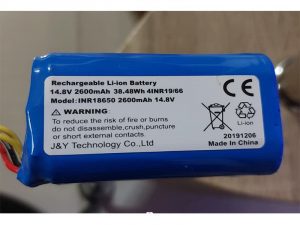 Rechargeable Li-ion Battery
14.8V 2600mAh 38.48Wh 4INR19/66
Model:INR18650 2600mAh 14.8V
WARNING
To reduce the risk of fire or burns
do not disassemble,crush,puncture
or short external contacts
J&Y Technology Co., Ltd
CE
Li-ion
20191206
Made In China